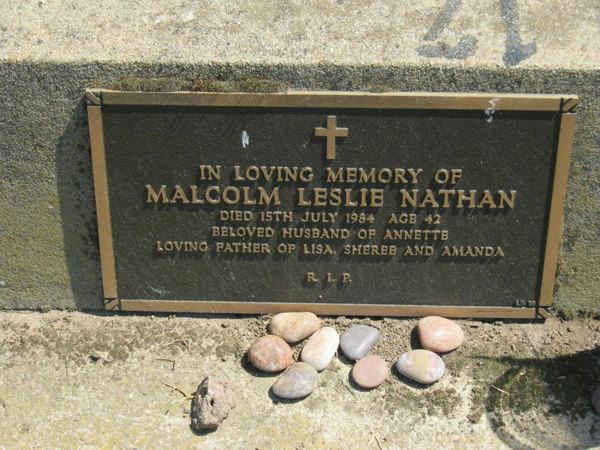 IN LOVING MEMORY OF
MALCOLM LESLIE NATHAN
DIED 15TH JULY 1984 AGE 42
BELOVED HUSBAND OF ANNETTE
LOVING FATHER OF LISA, SHEREE AND AMANDA
R. I. P.